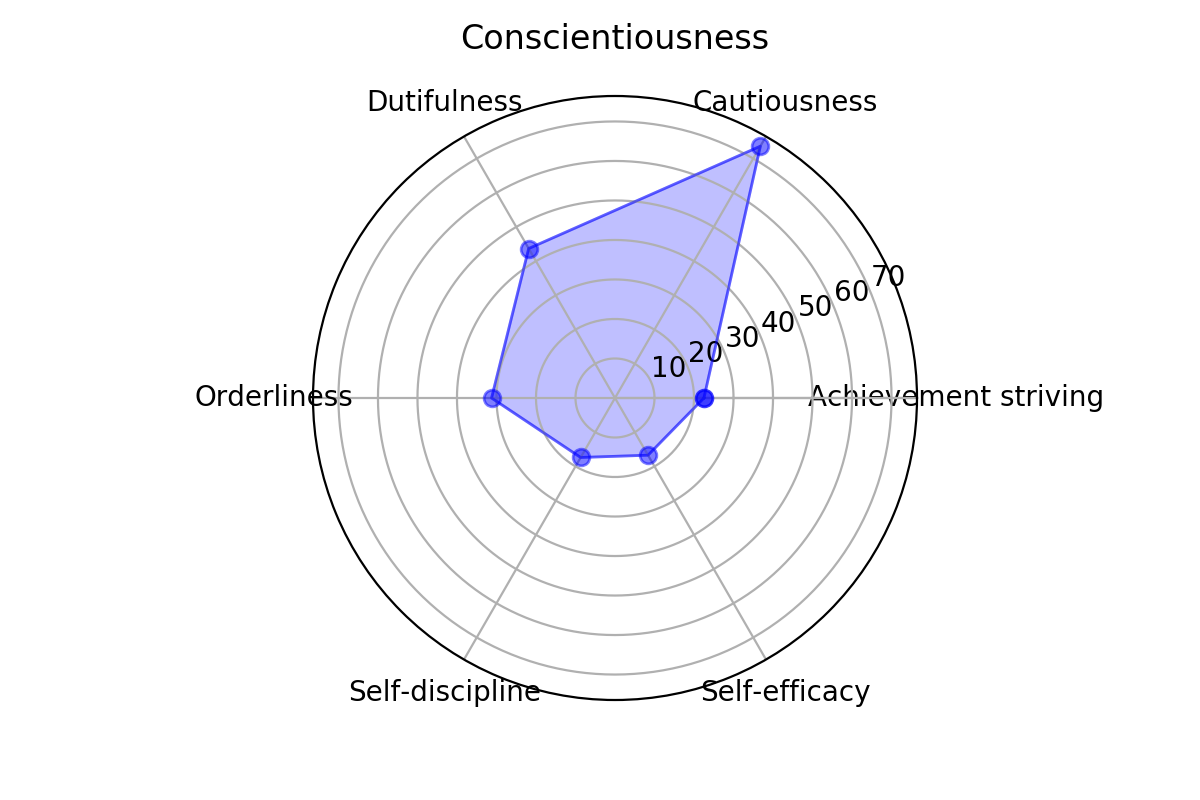 Conscientiousness
Dutifulness
Cautiousness
70
60
50
40
30
20
10
Orderliness
Achievement striving
Self-discipline
Self-efficacy